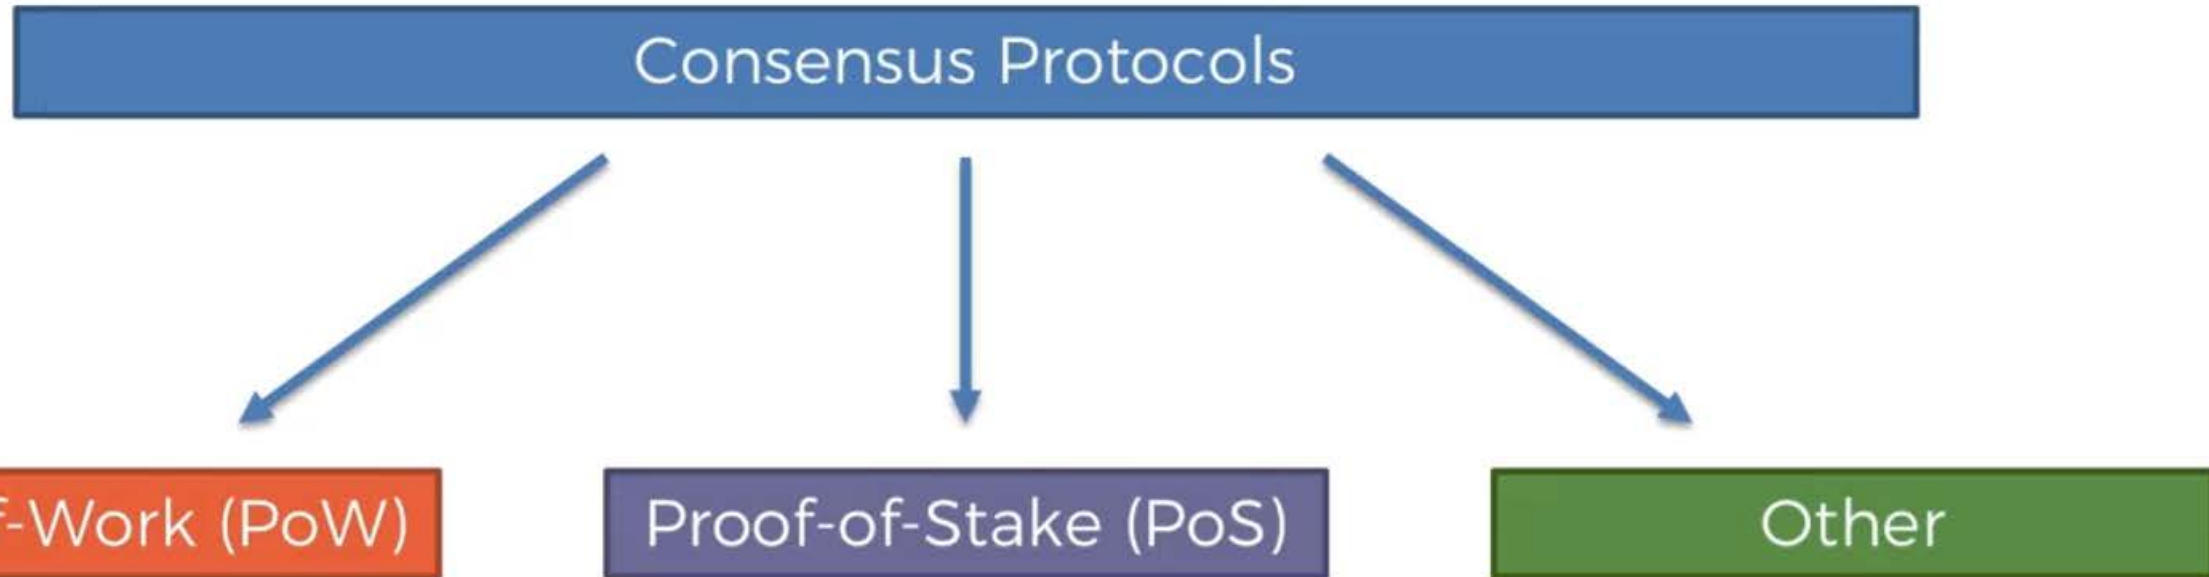 Consensus Protocols
f-Work (PoW)
Proof-of-Stake (PoS)
Other